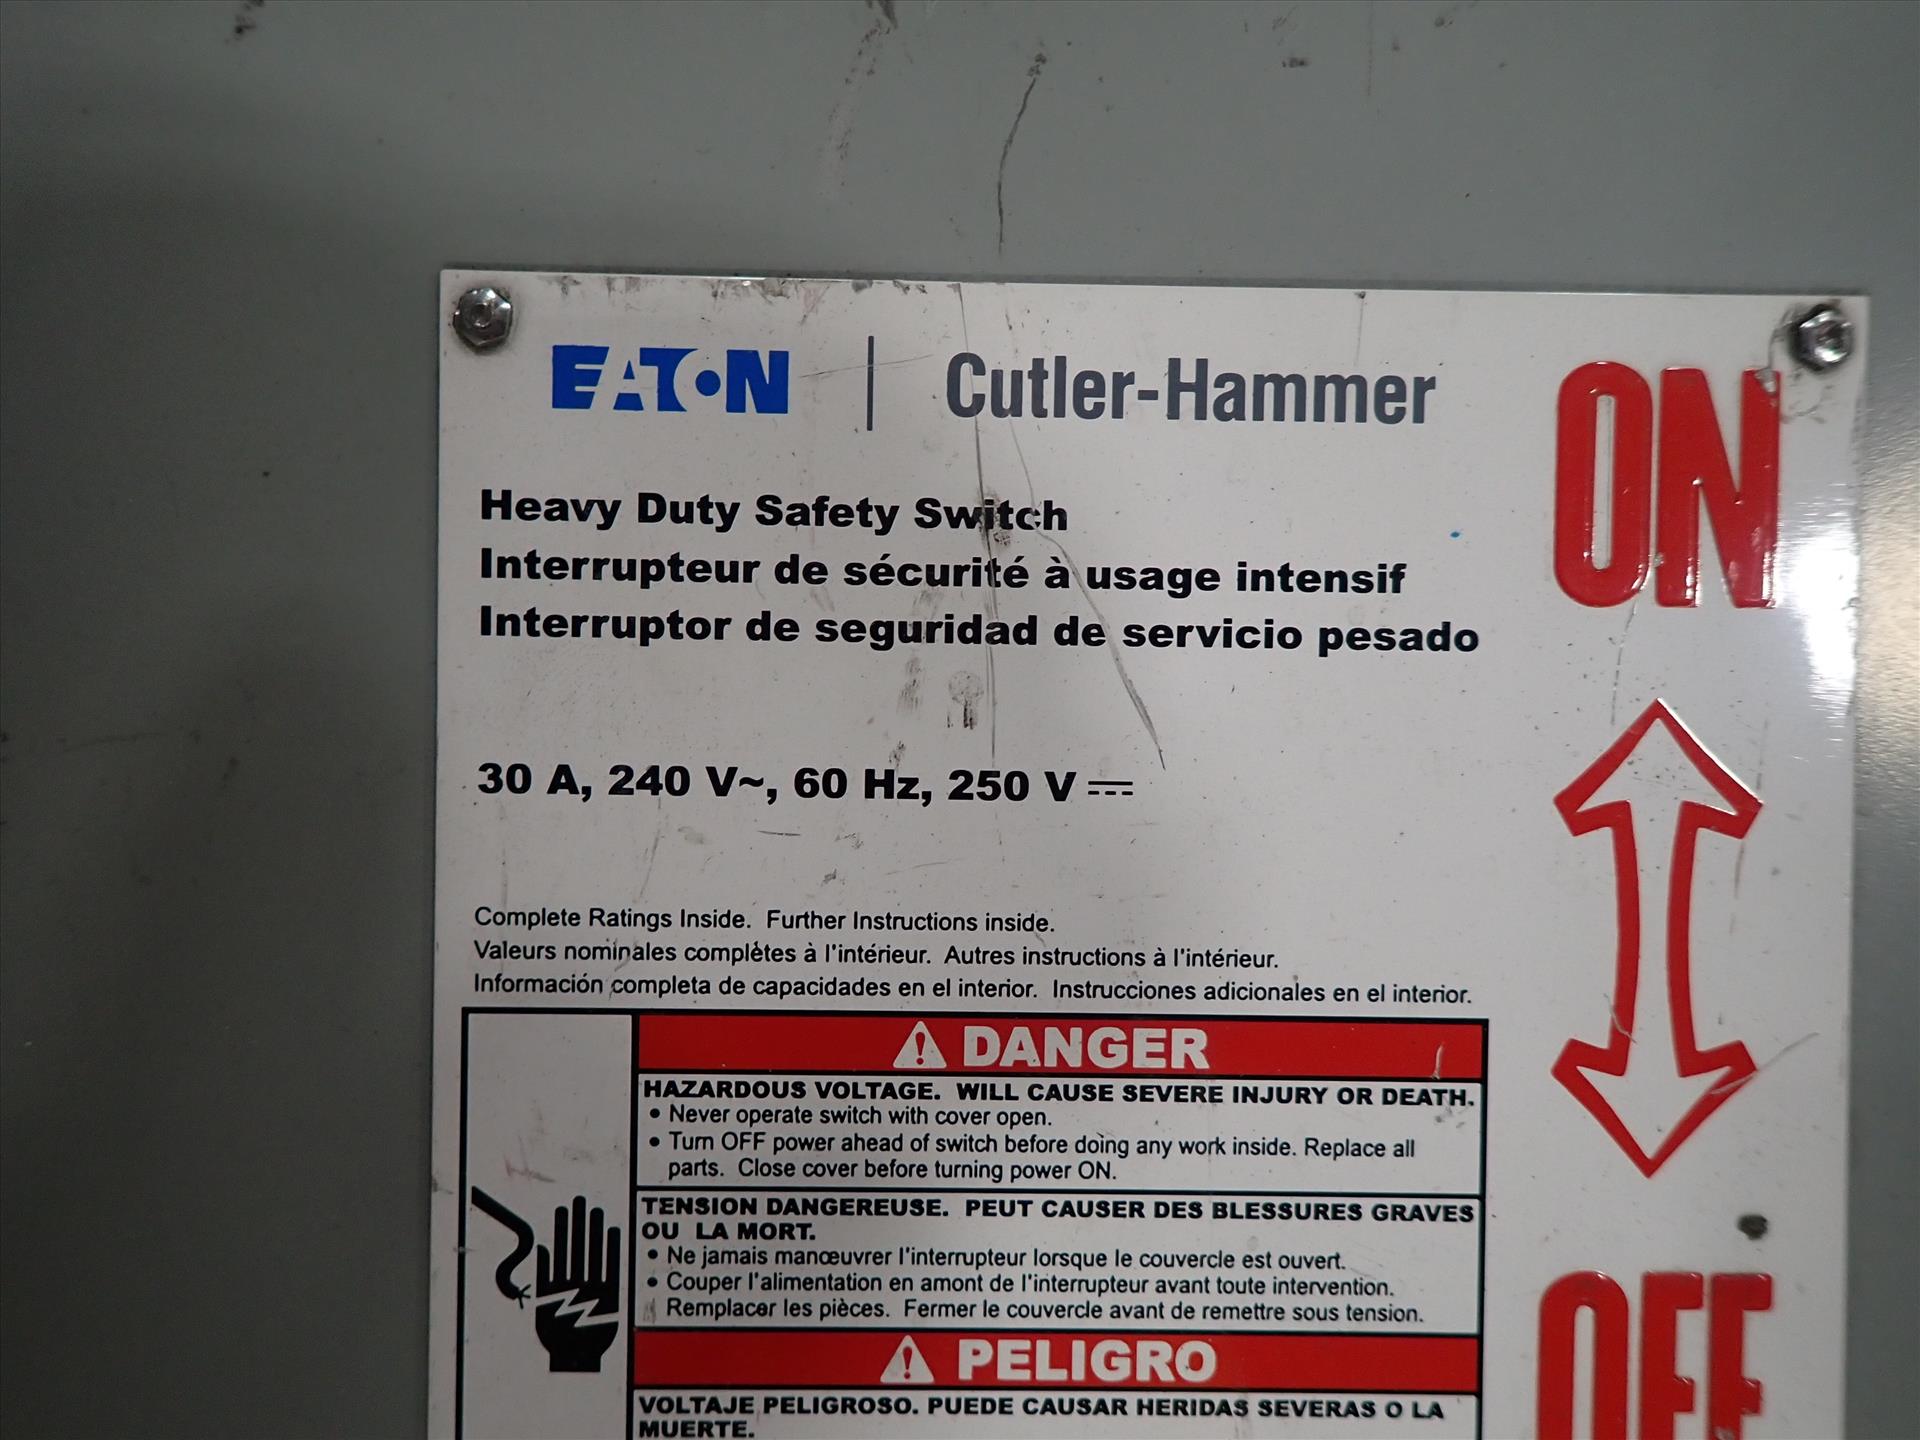 EATON | Cutler-Hammer
ON
Heavy Duty Safety Switch
Interrupteur de sécurité à usage intensif
Interruptor de seguridad de servicio pesado
30 A, 240 V~, 60 Hz, 250 V ⎓
Complete Ratings Inside. Further Instructions inside.
Valeurs nominales complètes à l'intérieur. Autres instructions à l'intérieur.
Información completa de capacidades en el interior. Instrucciones adicionales en el interior.
⚠ DANGER
HAZARDOUS VOLTAGE. WILL CAUSE SEVERE INJURY OR DEATH.
• Never operate switch with cover open.
• Turn OFF power ahead of switch before doing any work inside. Replace all
parts. Close cover before turning power ON.
TENSION DANGEREUSE. PEUT CAUSER DES BLESSURES GRAVES
OU LA MORT.
• Ne jamais manœuvrer l'interrupteur lorsque le couvercle est ouvert.
• Couper l'alimentation en amont de l'interrupteur avant toute intervention.
Remplacer les pièces. Fermer le couvercle avant de remettre sous tension.
OFF
⚠ PELIGRO
VOLTAJE PELIGROSO. PUEDE CAUSAR HERIDAS SEVERAS O LA
MUERTE.